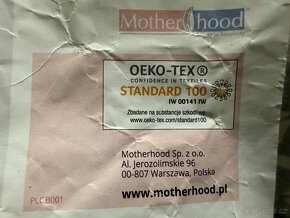 Motherhood
OEKO-TEX®
CONFIDENCE IN TEXTILES
STANDARD 100
IW 00141 IW
Zbadane na substancje szkodliwe.
www.oeko-tex.com/standard100
Motherhood Sp. z o.o.
Al. Jerozolimskie 96
00-807 Warszawa, Polska
PLCB001
www.motherhood.pl